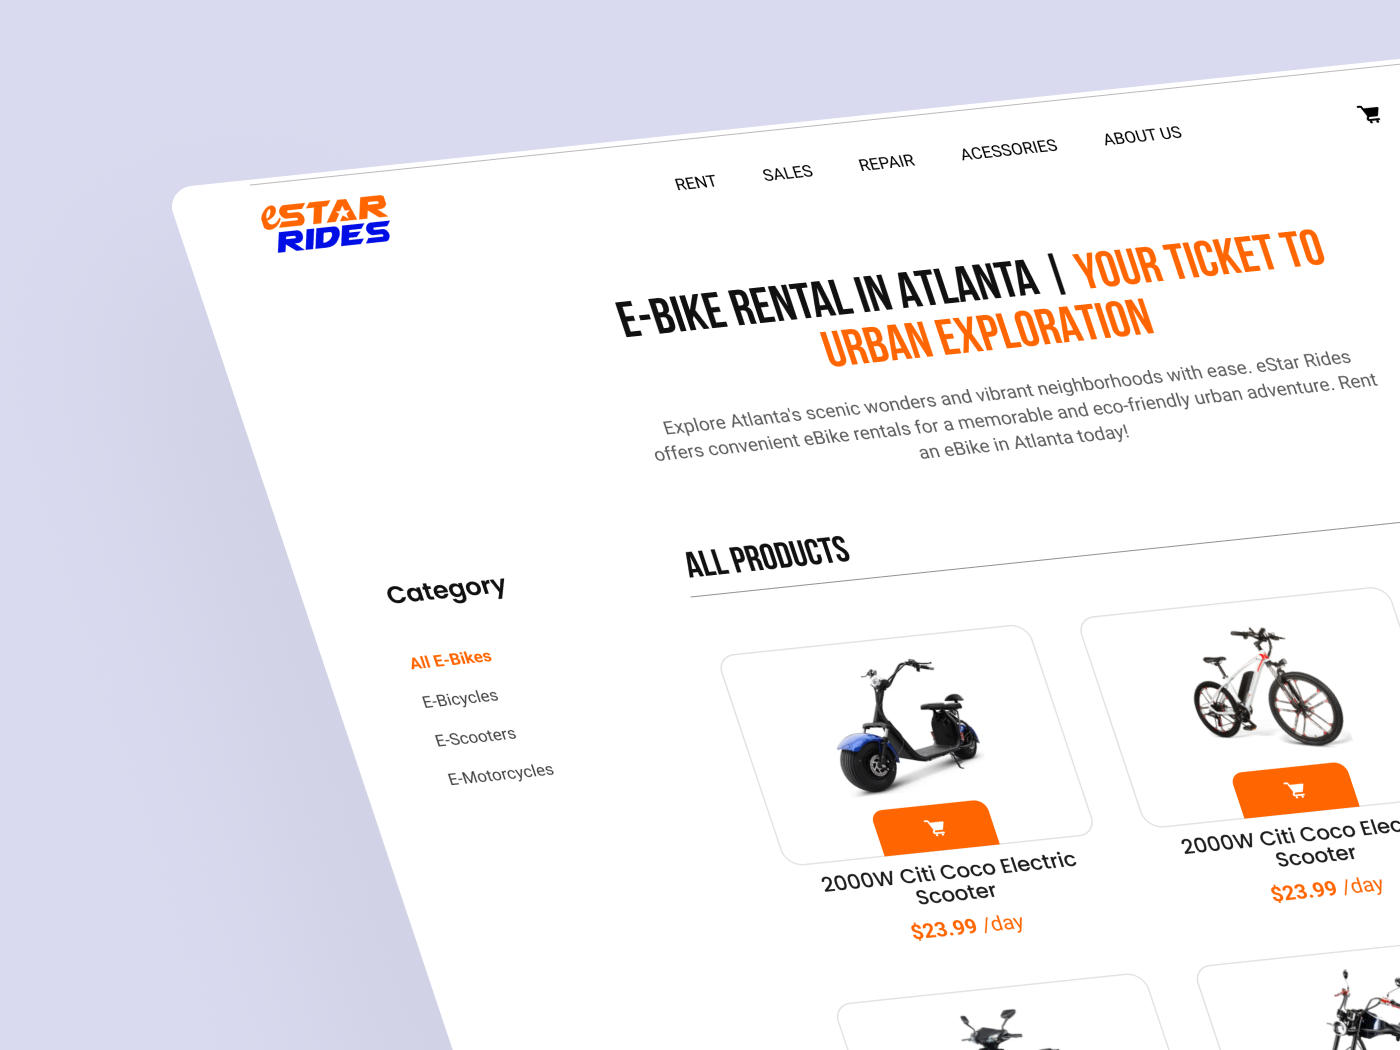 eSTAR
RIDES
RENT SALES REPAIR ACESSORIES ABOUT US
E-BIKE RENTAL IN ATLANTA | YOUR TICKET TO
URBAN EXPLORATION
Explore Atlanta's scenic wonders and vibrant neighborhoods with ease. eStar Rides
offers convenient eBike rentals for a memorable and eco-friendly urban adventure. Rent
an eBike in Atlanta today!
Category
All E-Bikes
E-Bicycles
E-Scooters
E-Motorcycles
ALL PRODUCTS
2000W Citi Coco Electric
Scooter
$23.99 /day
2000W Citi Coco Elec
Scooter
$23.99 /day